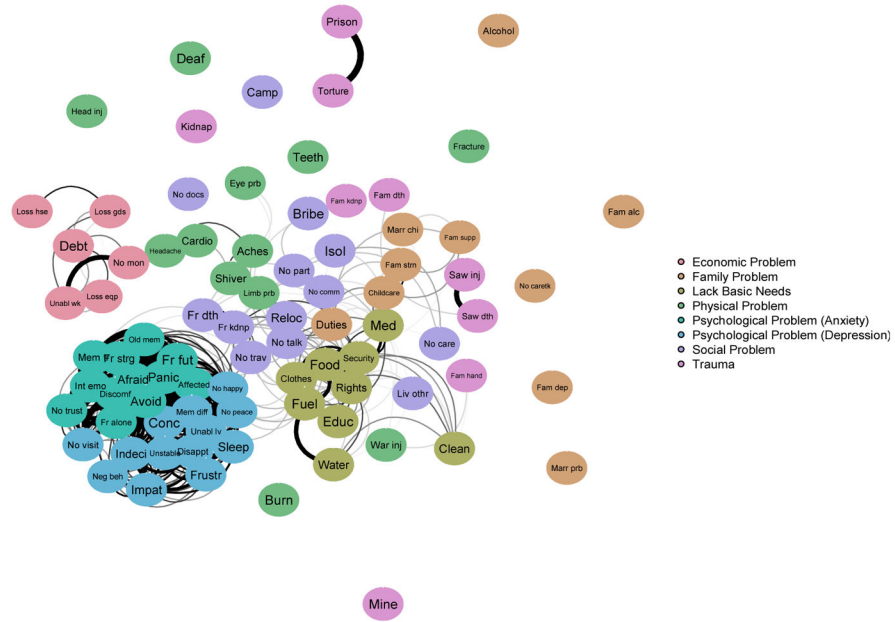 Prison
Alcohol
Deaf
Camp
Torture
Head inj
Kidnap
Fracture
Teeth
Eye prb
No docs
Fam kdnp
Fam dth
Loss hse
Loss gds
Bribe
Fam alc
Marr chi
Fam supp
Debt
Headache
Cardio
Aches
Isol
No mon
No part
Fam strn
Saw inj
Shiver
Limb prb
No comm
Childcare
No caretk
Unabl wk
Loss eqp
Fr dth
Fr kdnp
Reloc
Duties
Med
Saw dth
Old mem
No talk
No care
Mem f
Fr strg
Fr fut
No trav
Food
Security
Int emo
Afraid
Panic
Affected
No happy
Clothes
Rights
Liv othr
Fam hand
Fam dep
Discomf
Avoid
No trust
Mem diff
No peace
Fuel
Fr alone
Conc
Unabl lv
Educ
No visit
Indeci
Unstable
Disappt
Sleep
War inj
Clean
Neg beh
Impat
Frustr
Water
Marr prb
Burn
Mine
Economic Problem
Family Problem
Lack Basic Needs
Physical Problem
Psychological Problem (Anxiety)
Psychological Problem (Depression)
Social Problem
Trauma